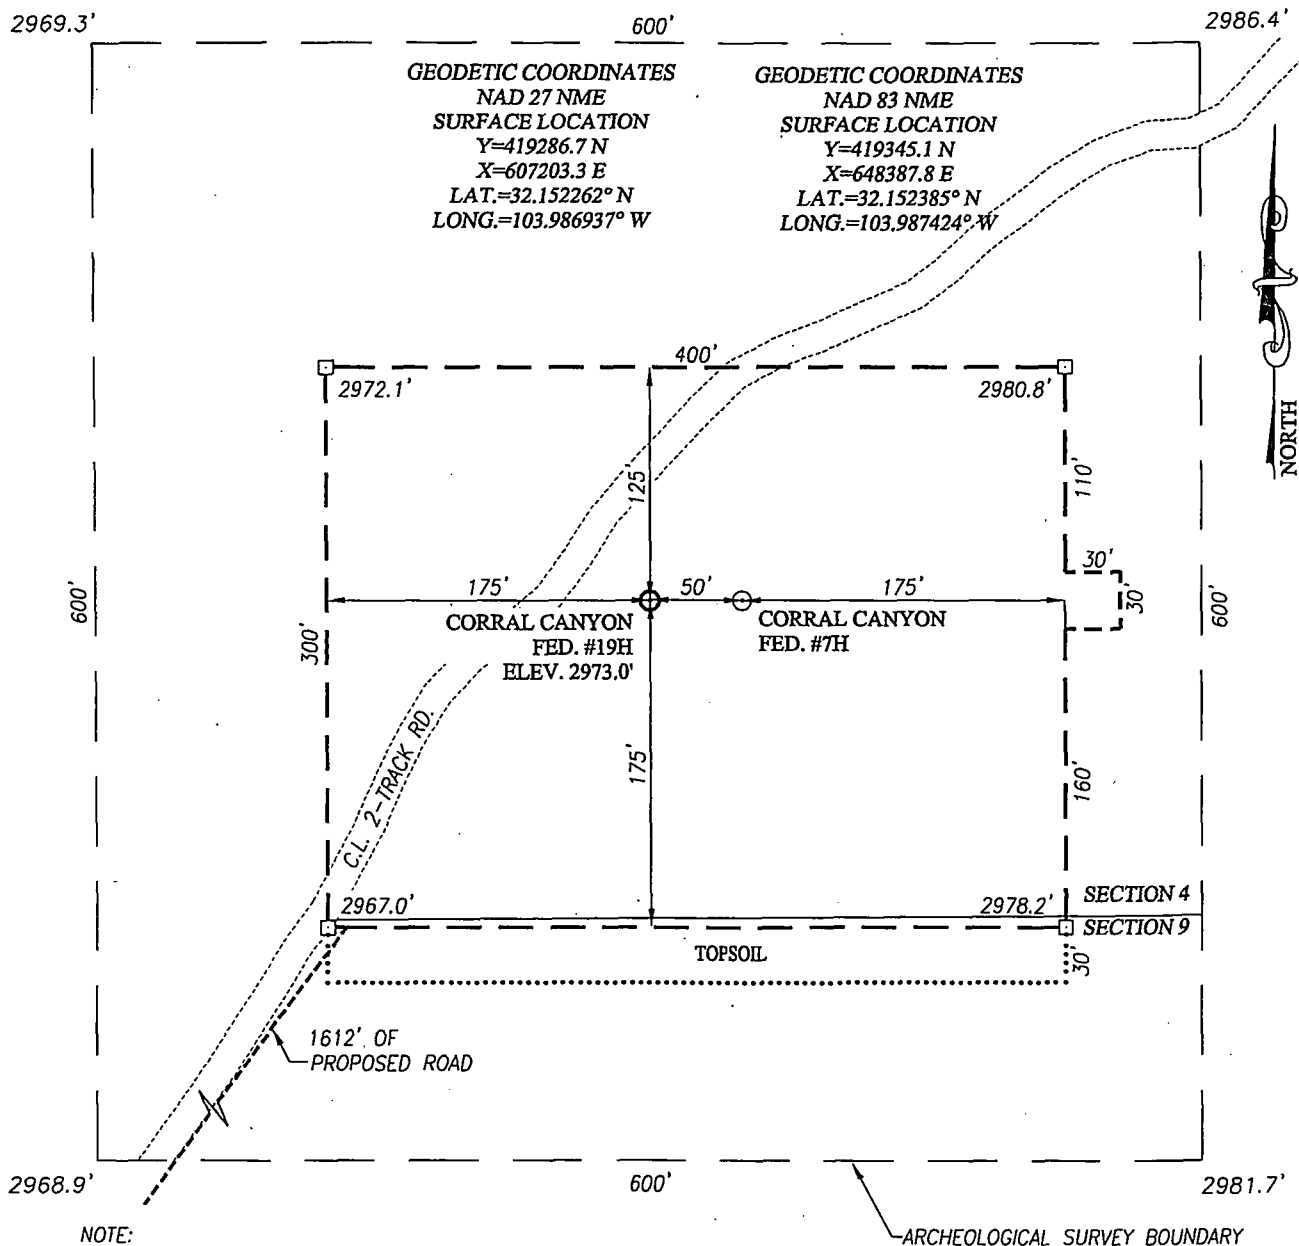 2969.3'
600'
2986.4'
GEODETIC COORDINATES
NAD 27 NME
SURFACE LOCATION
Y=419286.7 N
X=607203.3 E
LAT.=32.152262° N
LONG.=103.986937° W
GEODETIC COORDINATES
NAD 83 NME
SURFACE LOCATION
Y=419345.1 N
X=648387.8 E
LAT.=32.152385° N
LONG.=103.987424° W
NORTH
400'
2972.1'
2980.8'
125'
110'
30'
30'
600'
600'
300'
175'
50'
175'
CORRAL CANYON
FED. #19H
ELEV. 2973.0'
CORRAL CANYON
FED. #7H
C.L. 2-TRACK RD.
175'
160'
2967.0'
2978.2'
SECTION 4
SECTION 9
TOPSOIL
30'
1612' OF
PROPOSED ROAD
2968.9'
600'
2981.7'
NOTE:
ARCHEOLOGICAL SURVEY BOUNDARY